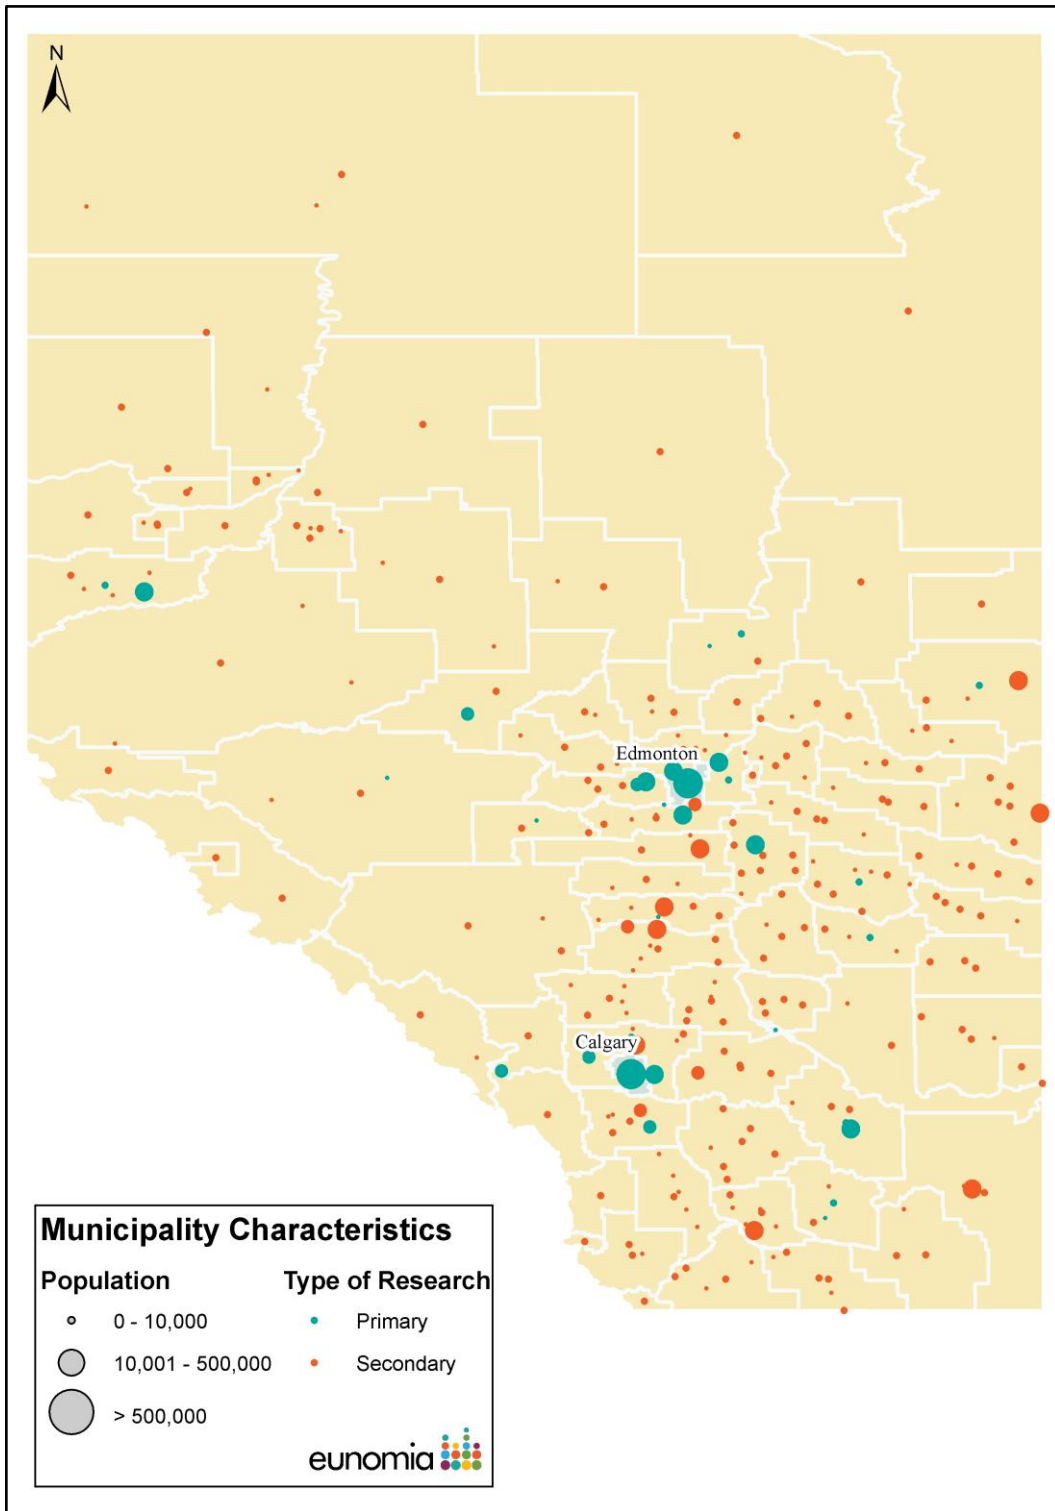 N
Edmonton
Calgary
Municipality Characteristics
Population Type of Research
0 - 10,000 Primary
10,001 - 500,000 Secondary
> 500,000
eunomia